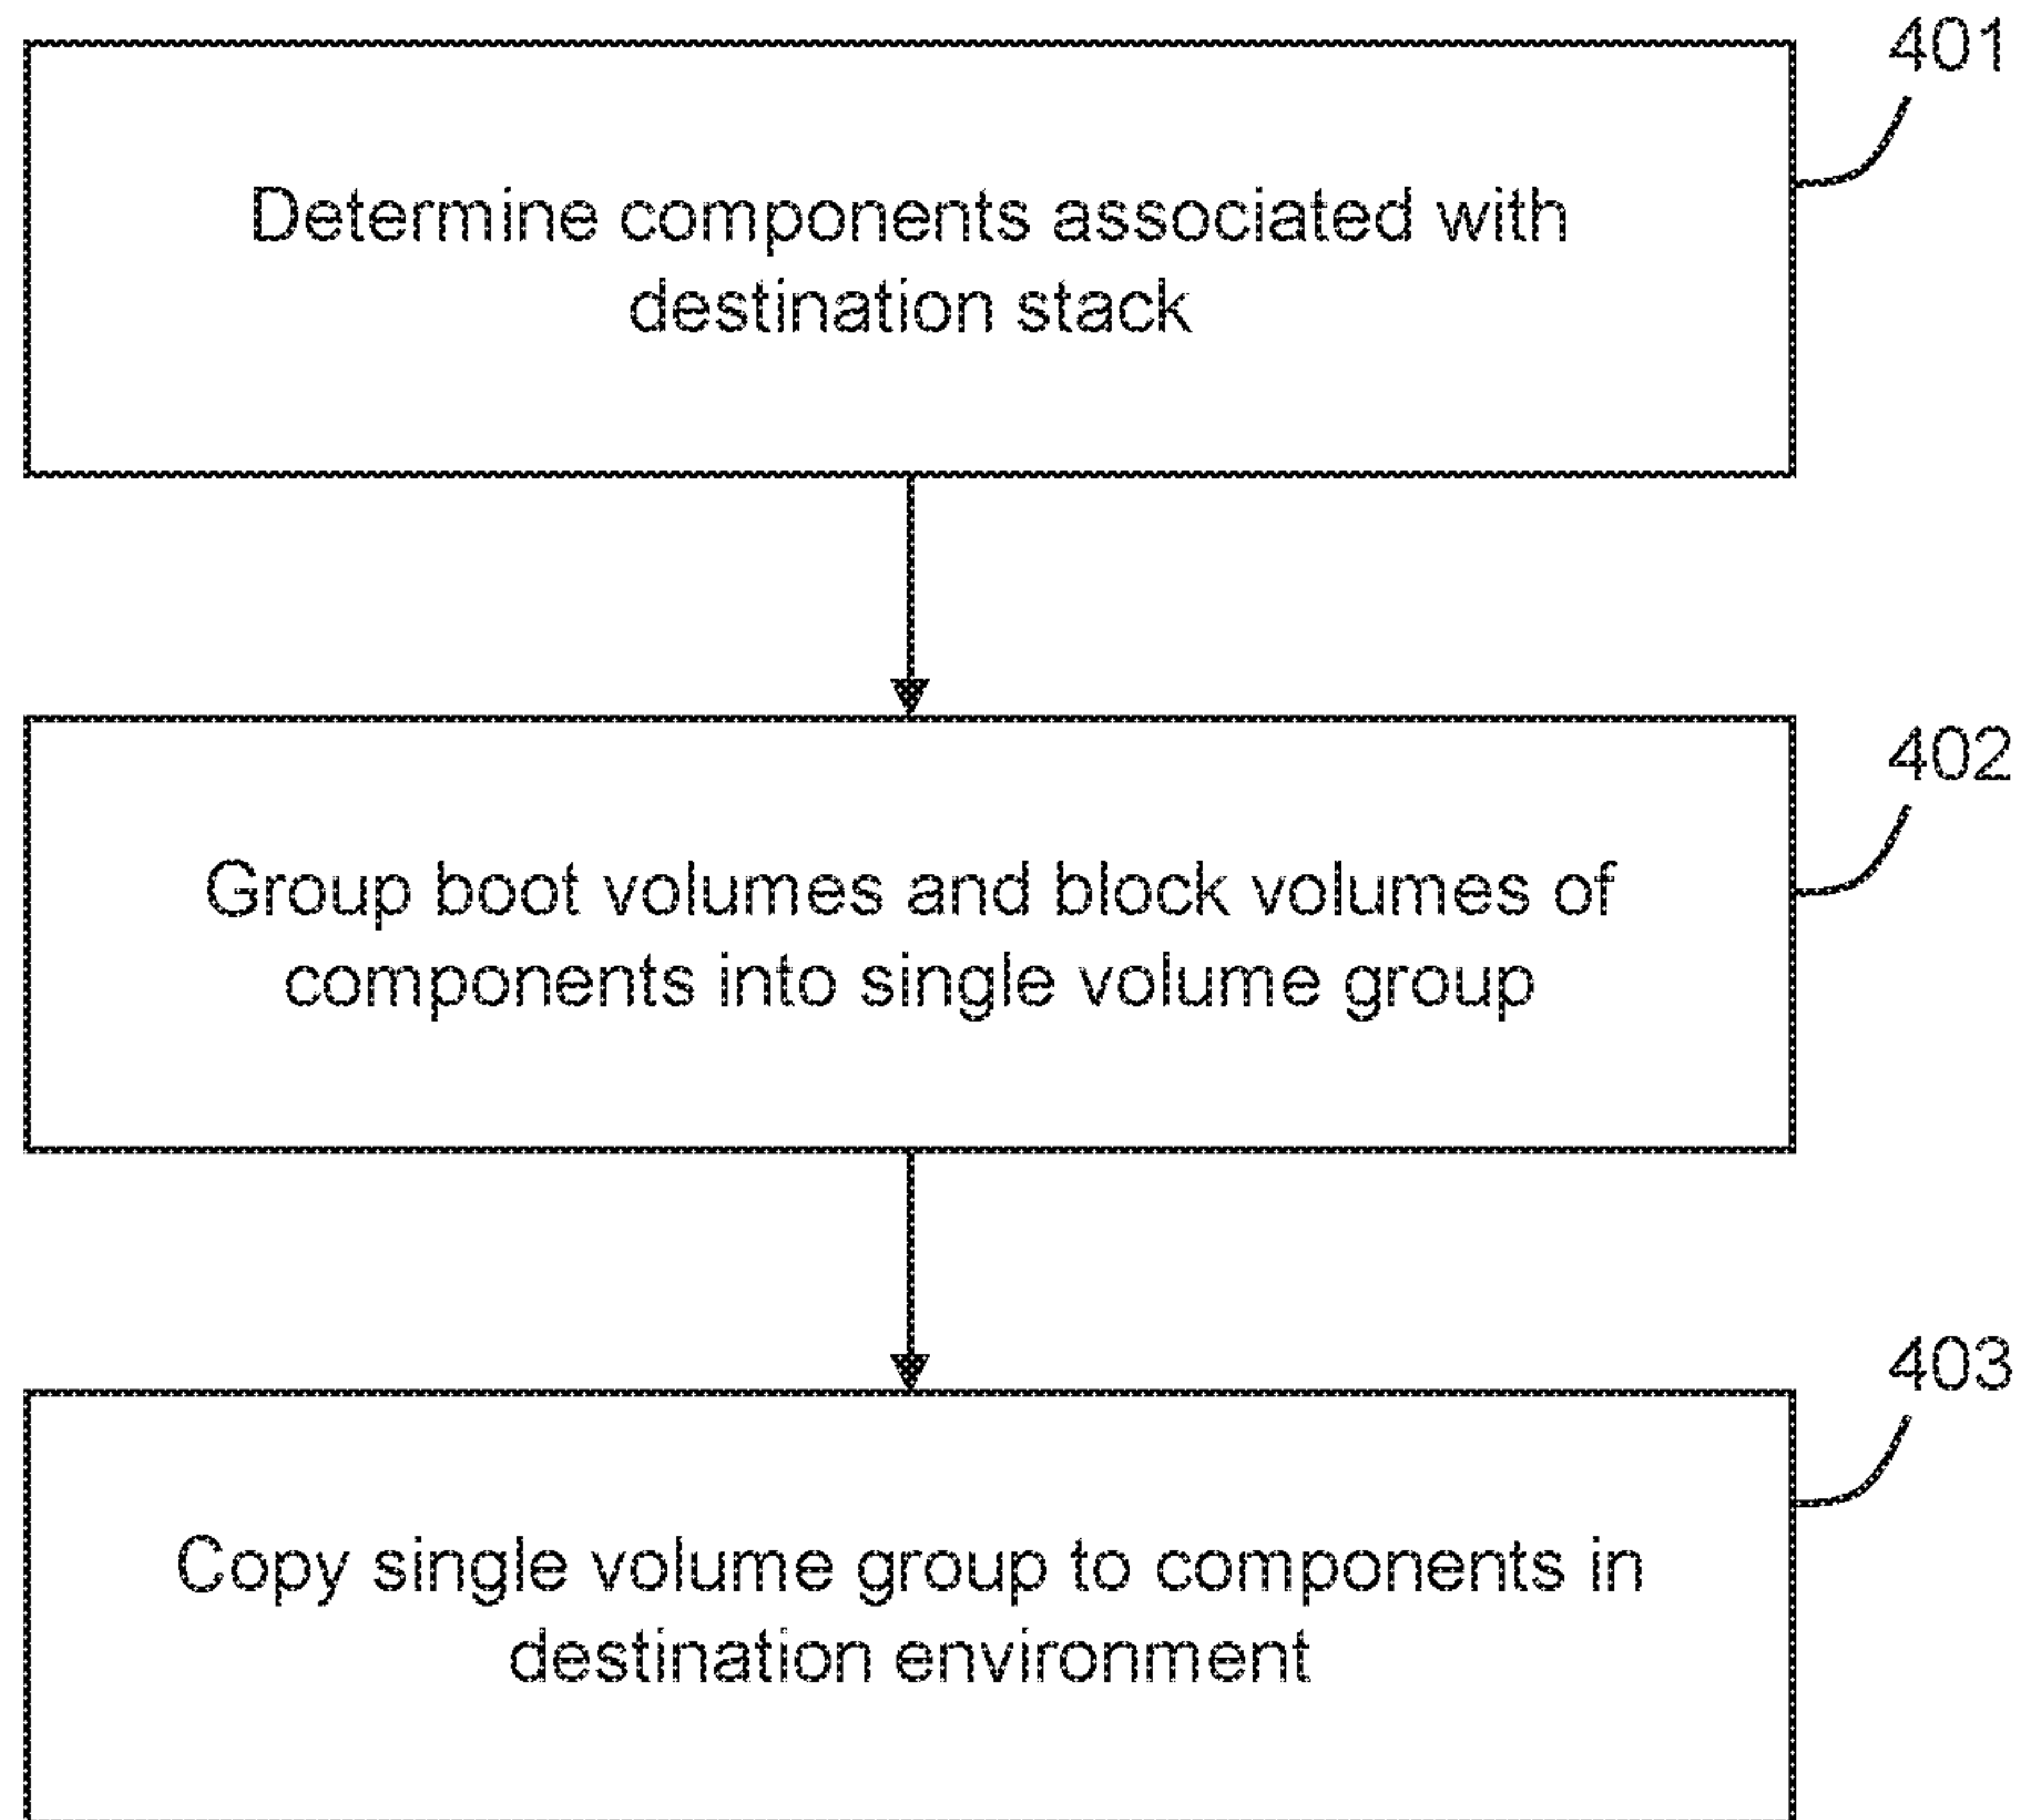 401
Determine components associated with
destination stack
402
Group boot volumes and block volumes of
components into single volume group
403
Copy single volume group to components in
destination environment